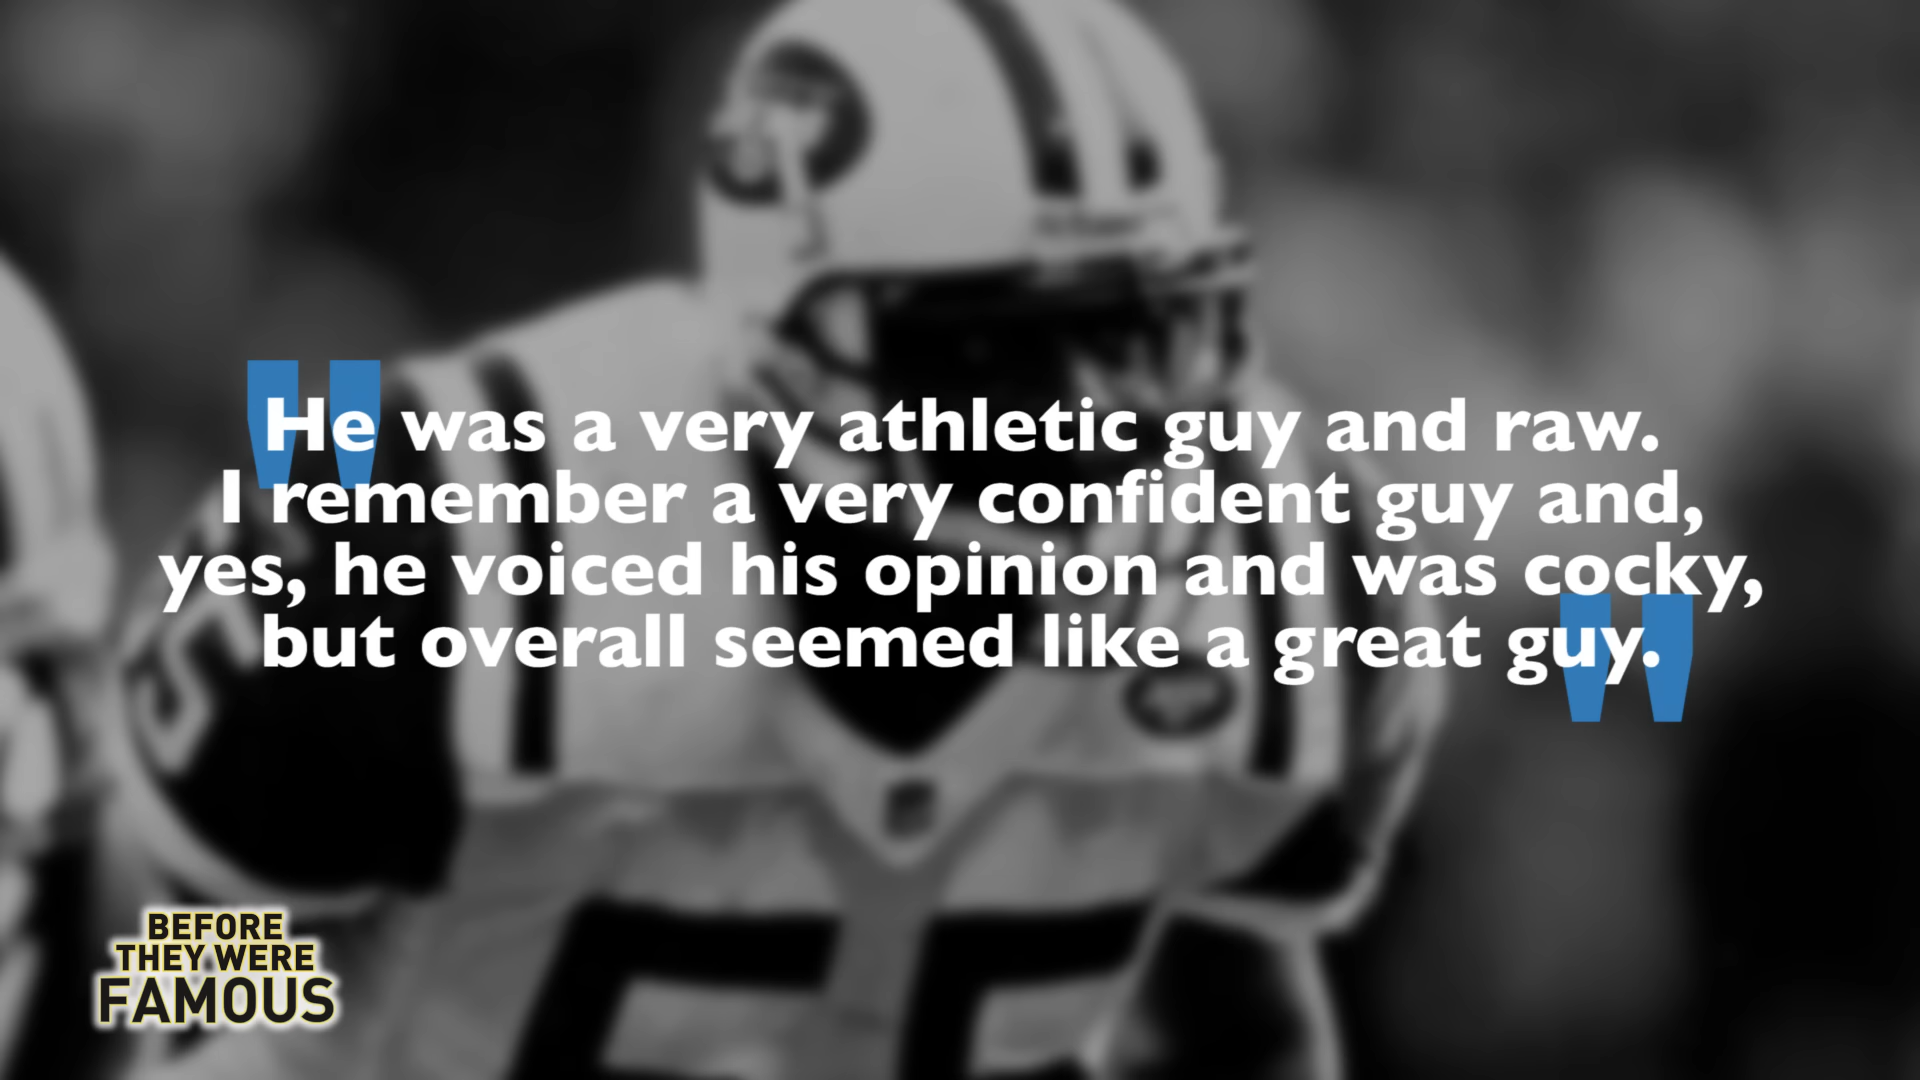 "He was a very athletic guy and raw.
I remember a very confident guy and,
yes, he voiced his opinion and was cocky,
but overall seemed like a great guy."
BEFORE
THEY WERE
FAMOUS